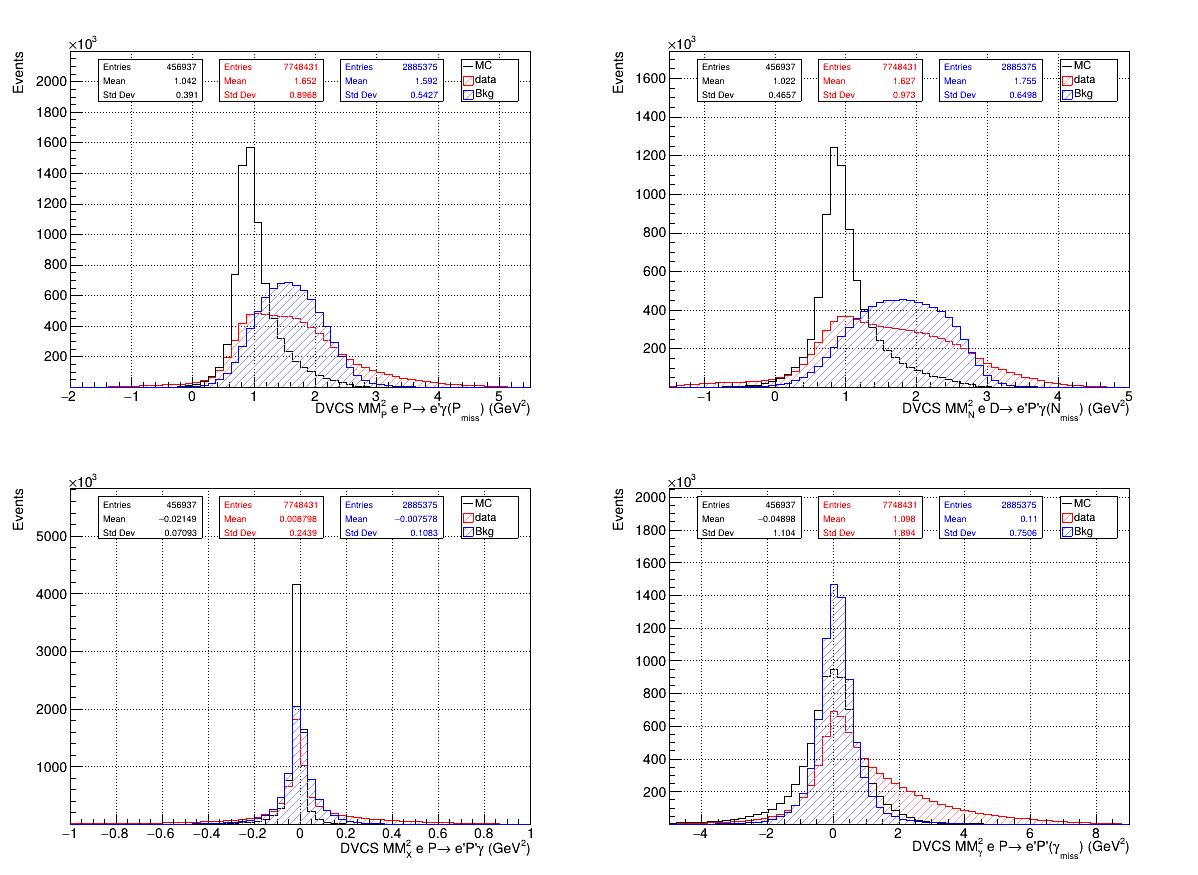 ×10³
Events
2000
1800
1600
1400
1200
1000
800
600
400
200
Entries 456937
Mean 1.042
Std Dev 0.391
Entries 7748431
Mean 1.652
Std Dev 0.8968
Entries 2885375
Mean 1.592
Std Dev 0.5427
MC
data
Bkg
−2 −1 0 1 2 3 4 5
DVCS MM²_P e P→ e'γ(P_miss) (GeV²)
×10³
Events
1600
1400
1200
1000
800
600
400
200
Entries 456937
Mean 1.022
Std Dev 0.4657
Entries 7748431
Mean 1.627
Std Dev 0.973
Entries 2885375
Mean 1.755
Std Dev 0.6498
MC
data
Bkg
−1 0 1 2 3 4 5
DVCS MM²_N e D→ e'P'γ(N_miss) (GeV²)
×10³
Events
5000
4000
3000
2000
1000
Entries 456937
Mean −0.02149
Std Dev 0.07093
Entries 7748431
Mean 0.008798
Std Dev 0.2439
Entries 2885375
Mean −0.007578
Std Dev 0.1083
MC
data
Bkg
−1 −0.8 −0.6 −0.4 −0.2 0 0.2 0.4 0.6 0.8 1
DVCS MM²_X e P→ e'P'γ (GeV²)
×10³
Events
2000
1800
1600
1400
1200
1000
800
600
400
200
Entries 456937
Mean −0.04898
Std Dev 1.104
Entries 7748431
Mean 1.098
Std Dev 1.894
Entries 2885375
Mean 0.11
Std Dev 0.7506
MC
data
Bkg
−4 −2 0 2 4 6 8
DVCS MM²_γ e P→ e'P'(γ_miss) (GeV²)